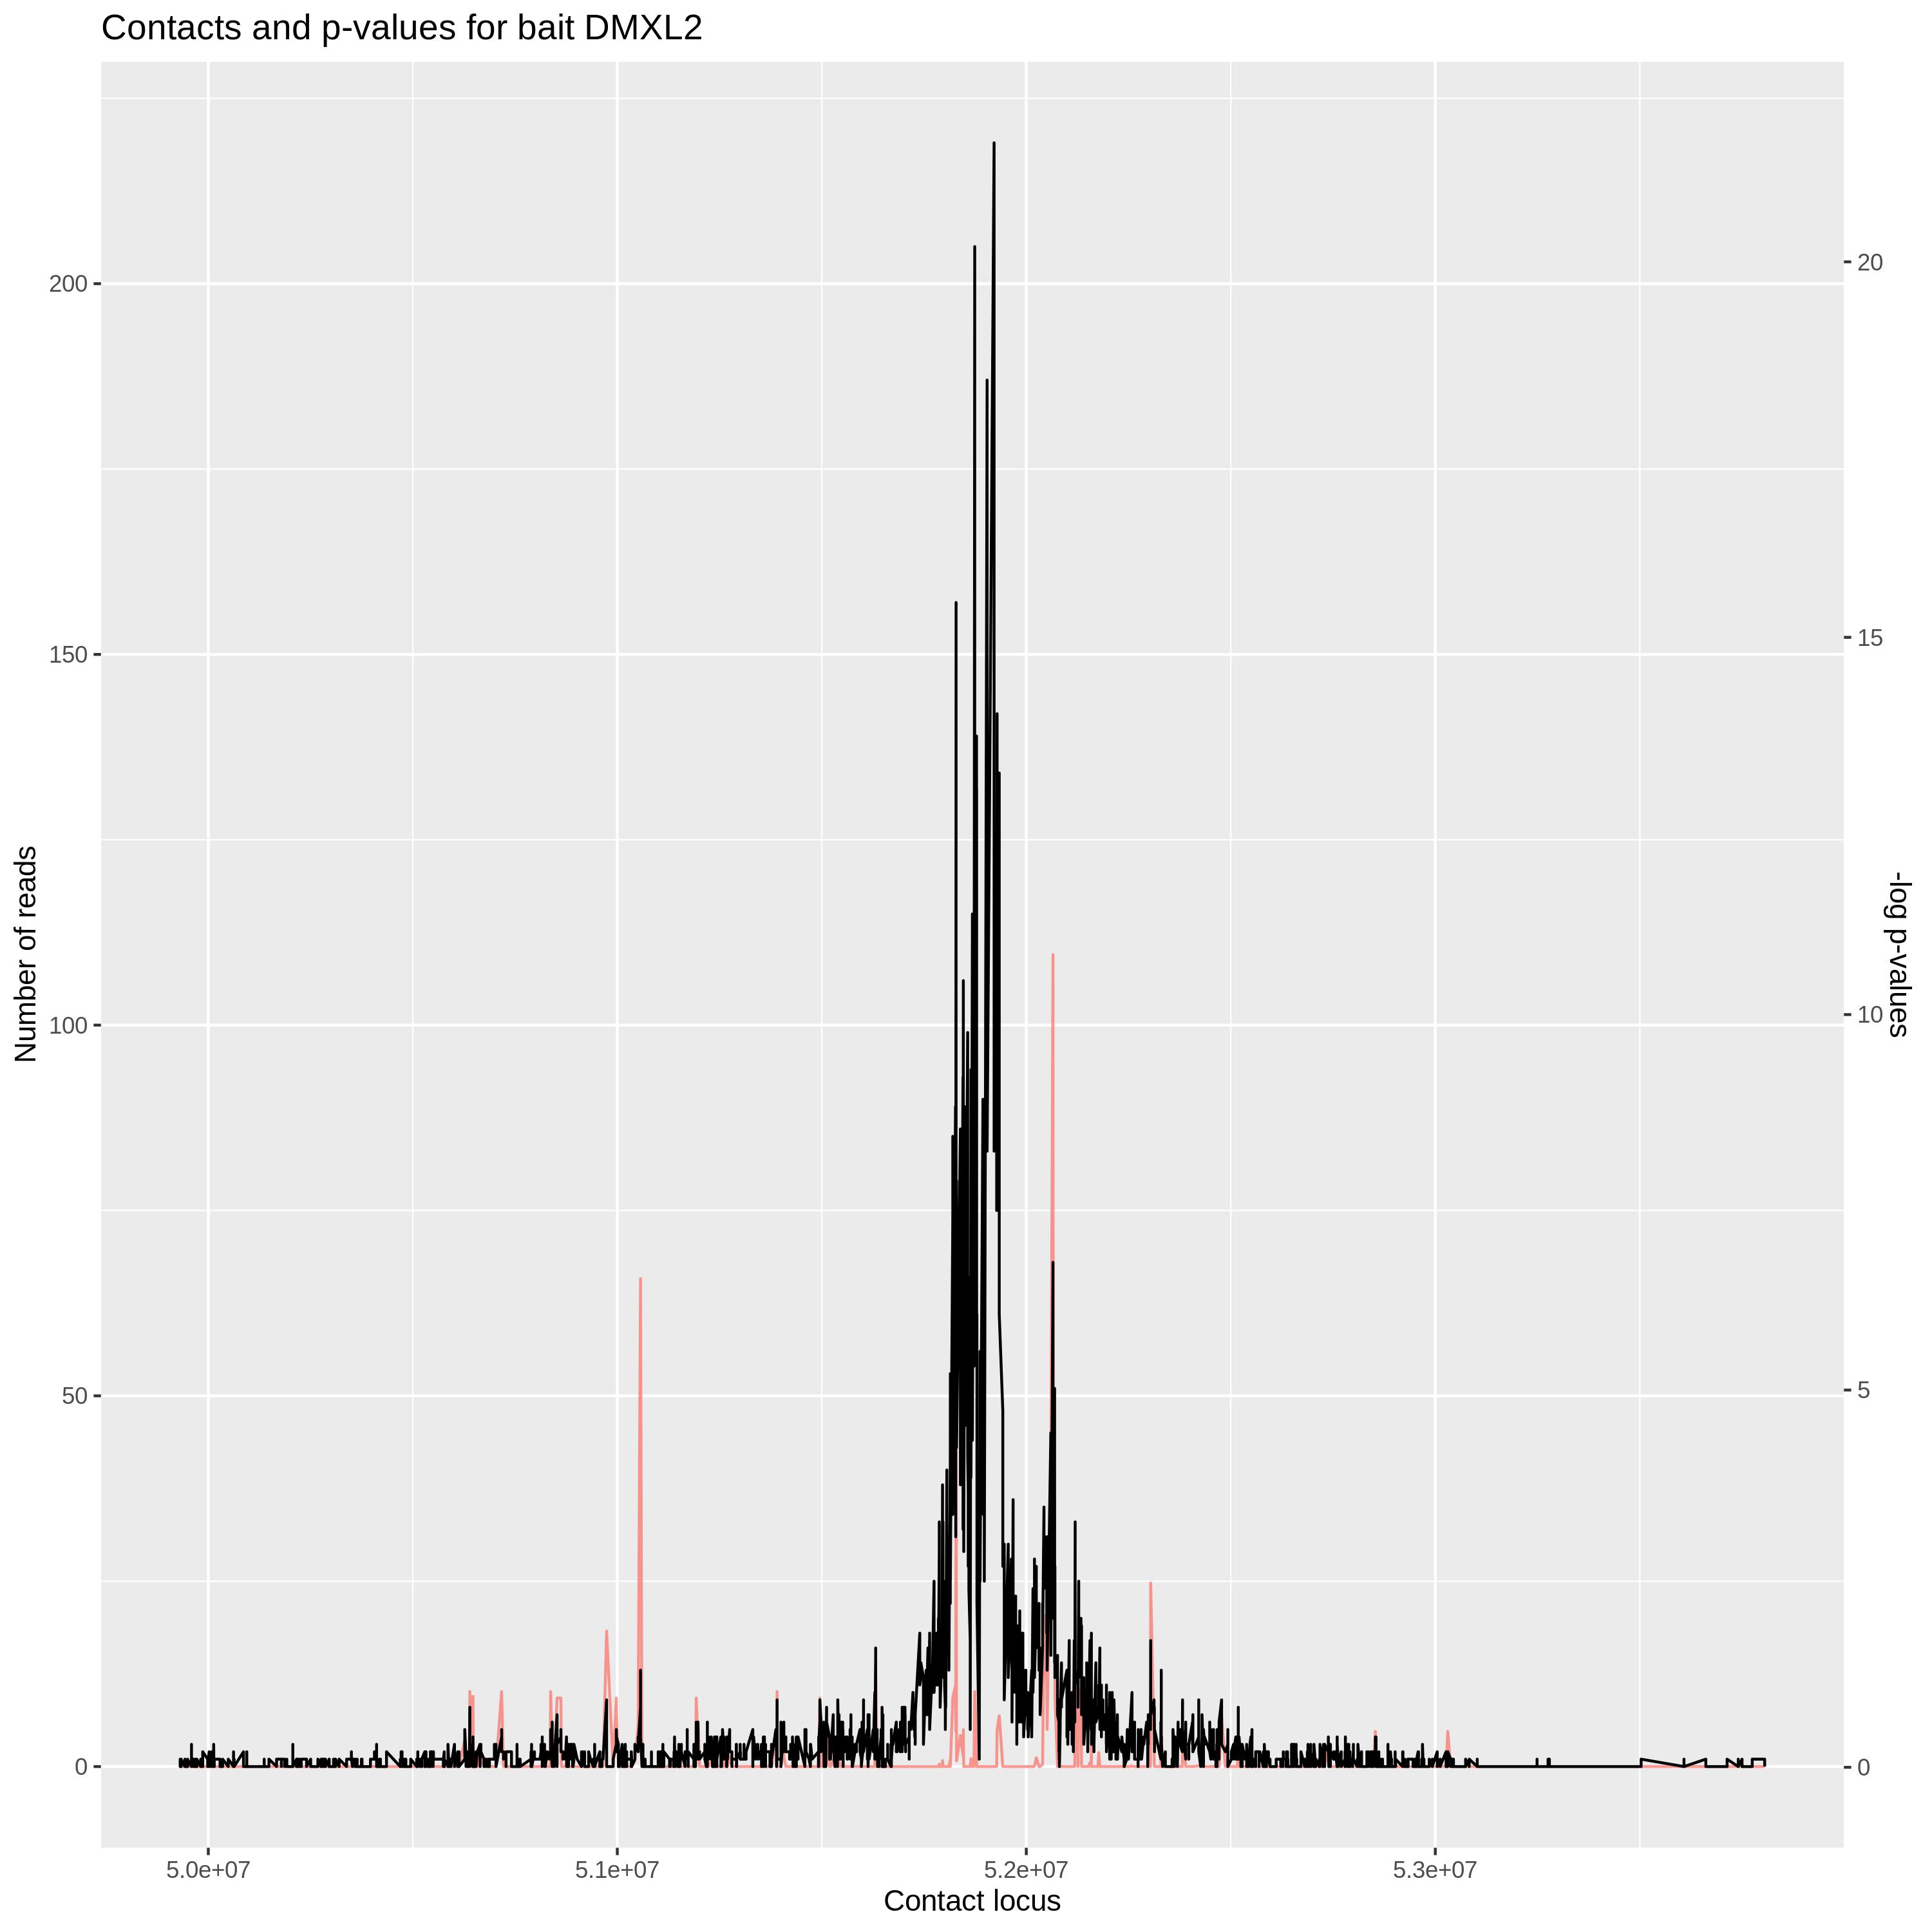 Contacts and p-values for bait DMXL2
200
150
100
50
0
Number of reads
20
15
10
5
0
-log p-values
5.0e+07
5.1e+07
5.2e+07
5.3e+07
Contact locus